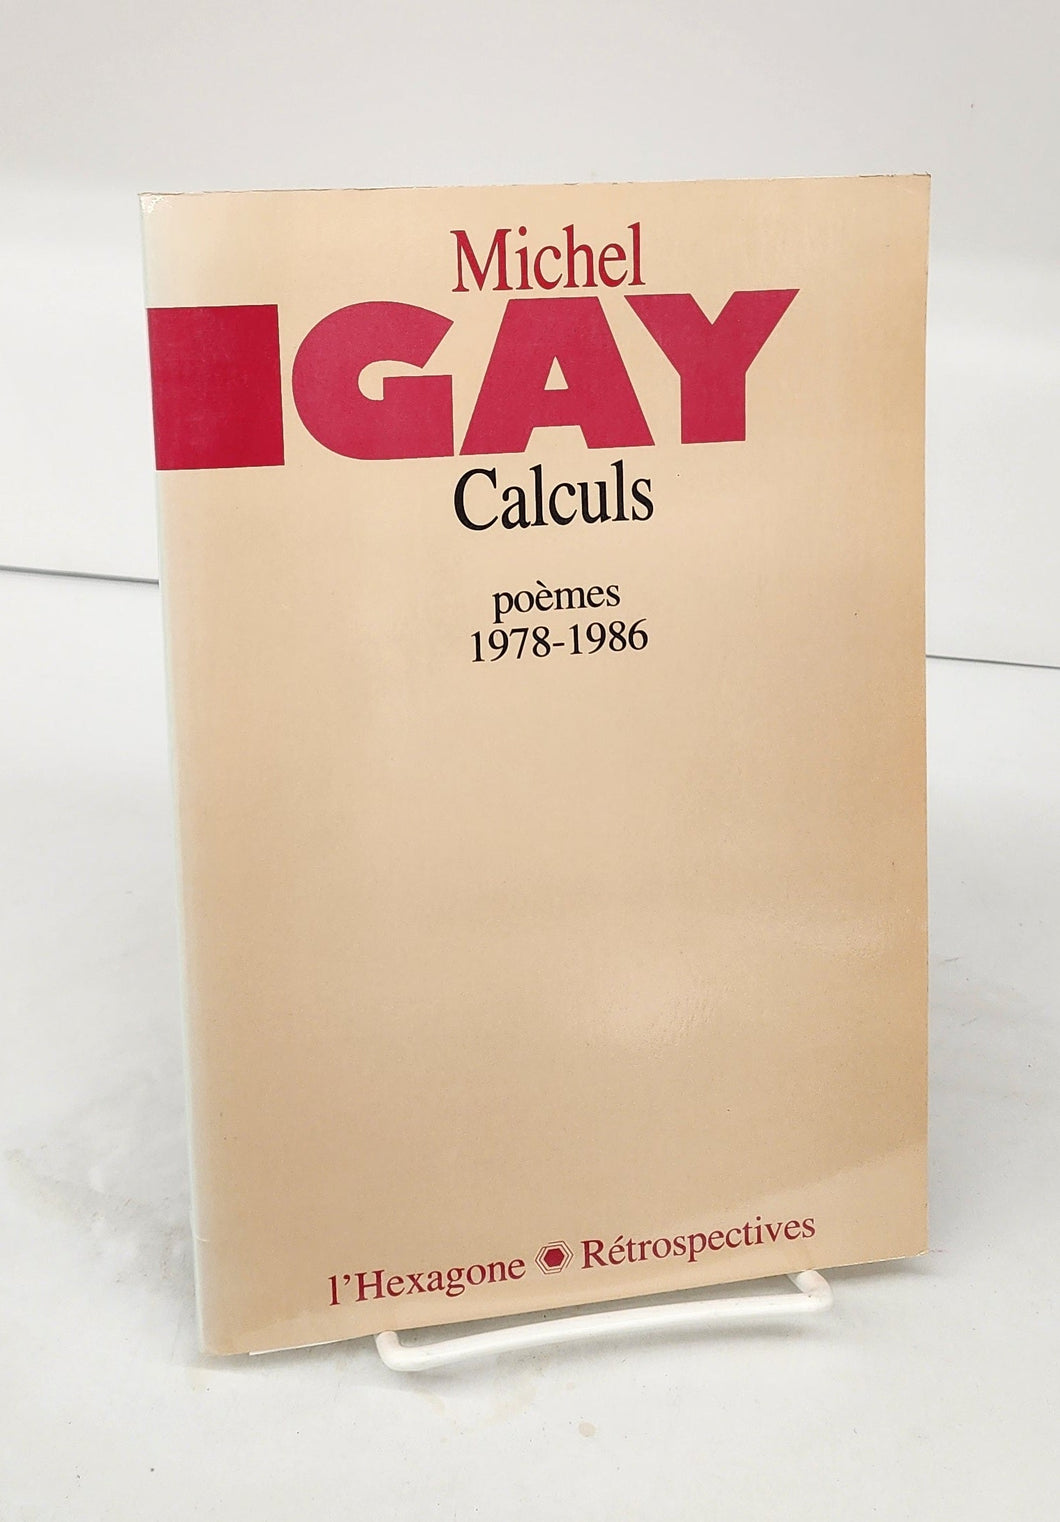 Michel
GAY
Calculs
poèmes
1978-1986
l'Hexagone Rétrospectives